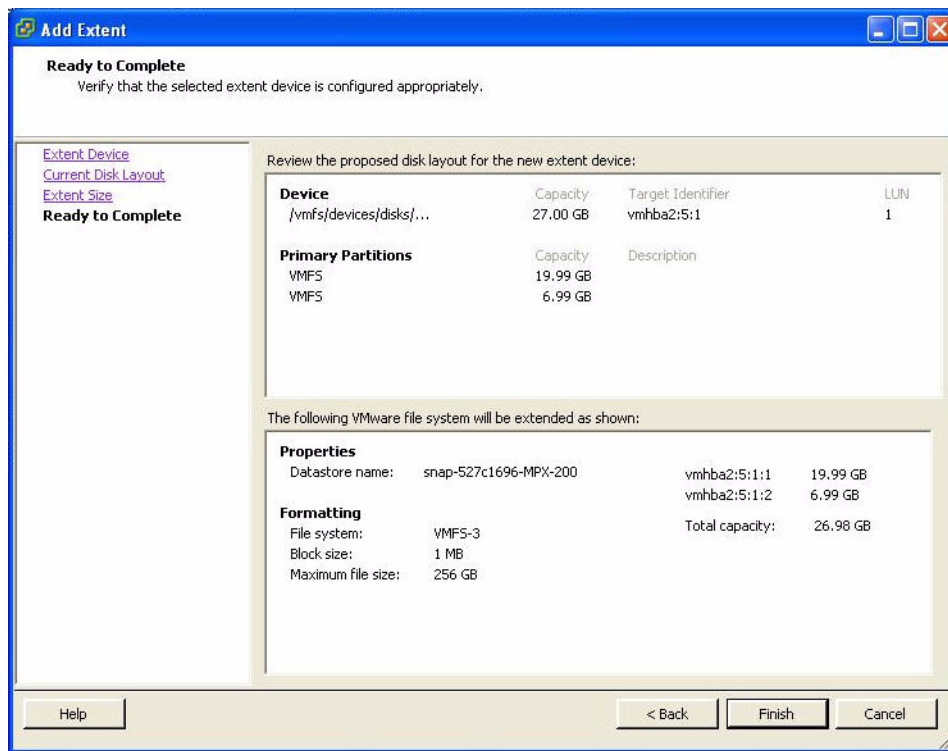 Add Extent
Ready to Complete
Verify that the selected extent device is configured appropriately.
Extent Device
Current Disk Layout
Extent Size
Ready to Complete
Review the proposed disk layout for the new extent device:
Device Capacity Target Identifier LUN
/vmfs/devices/disks/... 27.00 GB vmhba2:5:1 1
Primary Partitions Capacity Description
VMFS 19.99 GB
VMFS 6.99 GB
The following VMware file system will be extended as shown:
Properties
Datastore name: snap-527c1696-MPX-200 vmhba2:5:1:1 19.99 GB
vmhba2:5:1:2 6.99 GB
Formatting
Total capacity: 26.98 GB
File system: VMFS-3
Block size: 1 MB
Maximum file size: 256 GB
Help < Back Finish Cancel